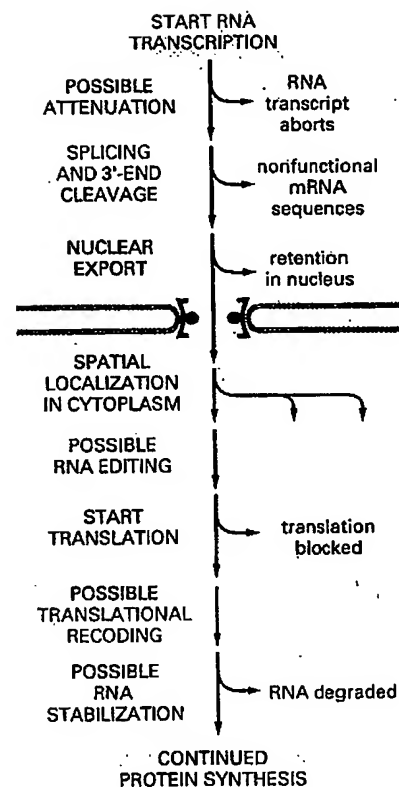 START RNA
TRANSCRIPTION
POSSIBLE
ATTENUATION
RNA
transcript
aborts
SPLICING
AND 3'-END
CLEAVAGE
nonfunctional
mRNA
sequences
NUCLEAR
EXPORT
retention
in nucleus
SPATIAL
LOCALIZATION
IN CYTOPLASM
POSSIBLE
RNA EDITING
START
TRANSLATION
translation
blocked
POSSIBLE
TRANSLATIONAL
RECODING
POSSIBLE
RNA
STABILIZATION
RNA degraded
CONTINUED
PROTEIN SYNTHESIS